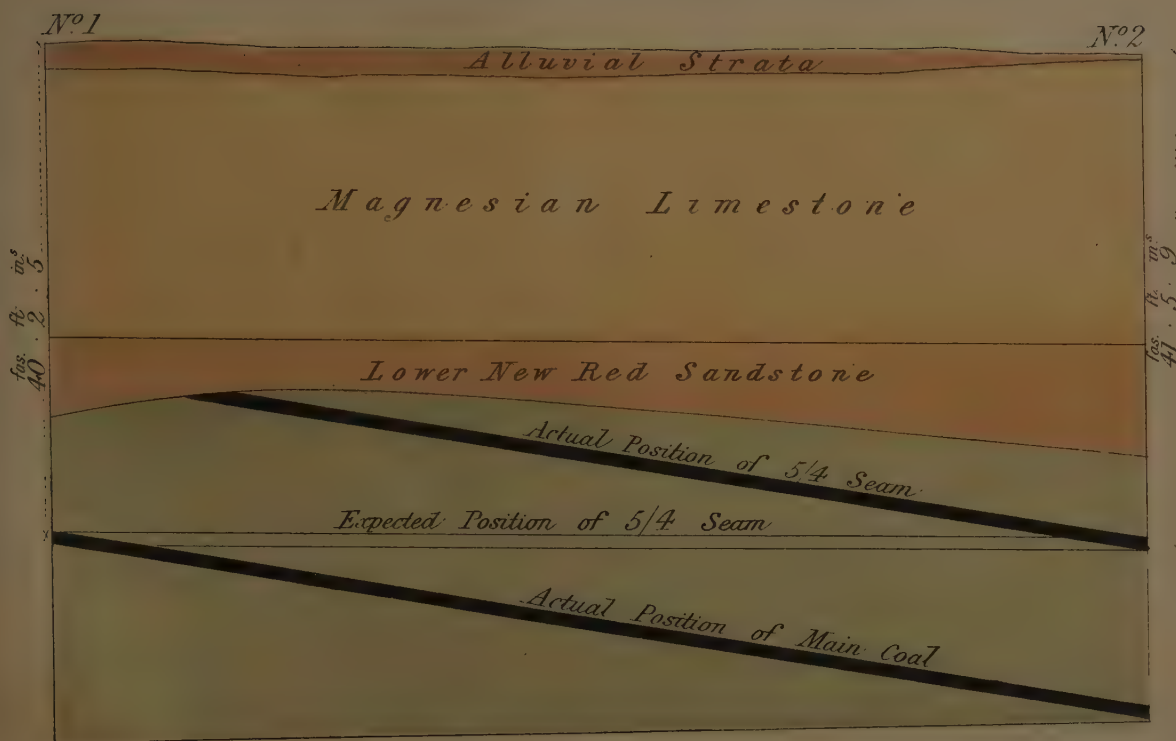 Nº 1
Nº 2
Alluvial Strata
Magnesian Limestone
fas. ft. ins
40 . 2 . 5
fas. ft. ms
41 . 5 . 9
Lower New Red Sandstone
Actual Position of 5/4 Seam
Expected Position of 5/4 Seam
Actual Position of Main Coal